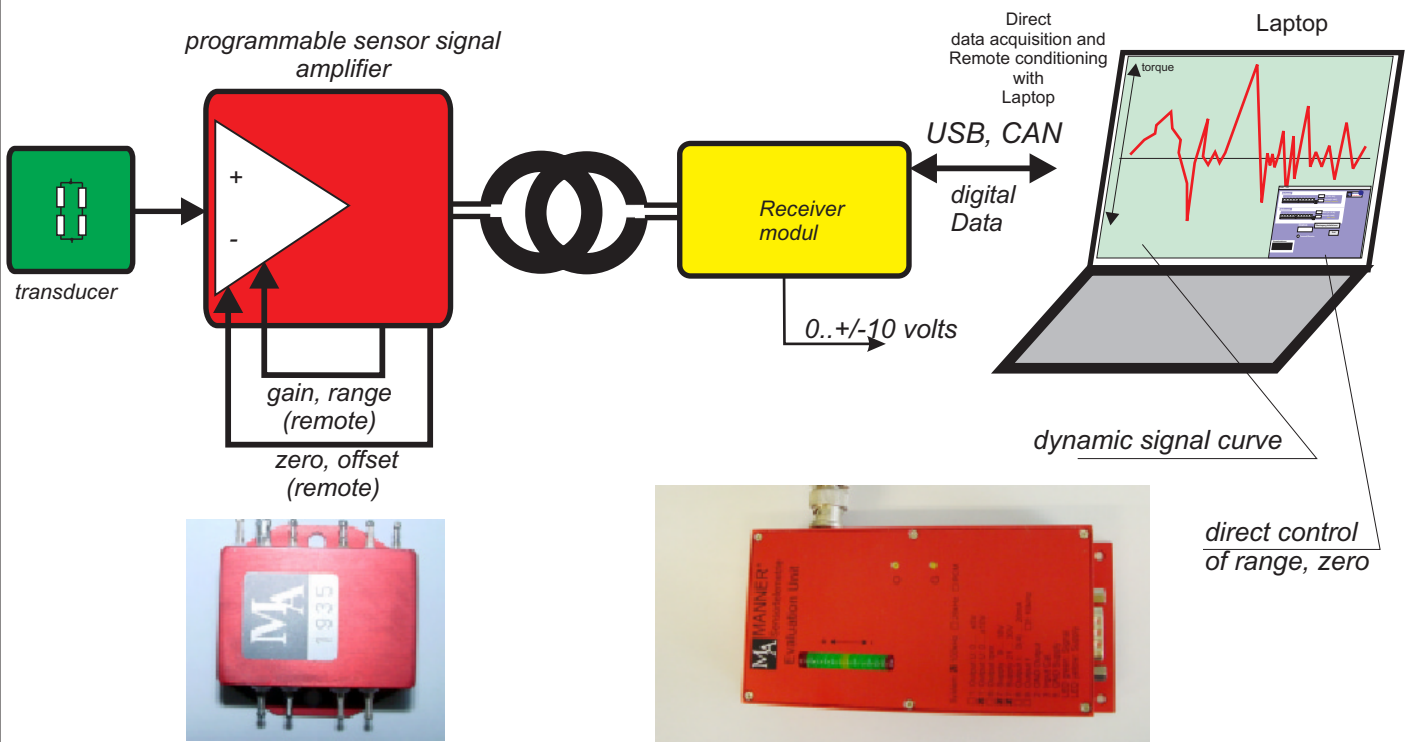 programmable sensor signal
amplifier
Direct
data acquisition and
Remote conditioning
with
Laptop
Laptop
torque
USB, CAN
digital
Data
+
-
Receiver
modul
transducer
0..+/-10 volts
gain, range
(remote)
zero, offset
(remote)
dynamic signal curve
direct control
of range, zero
MA
1935
MA MANNER®
Sensortelemetrie
Evaluation Unit